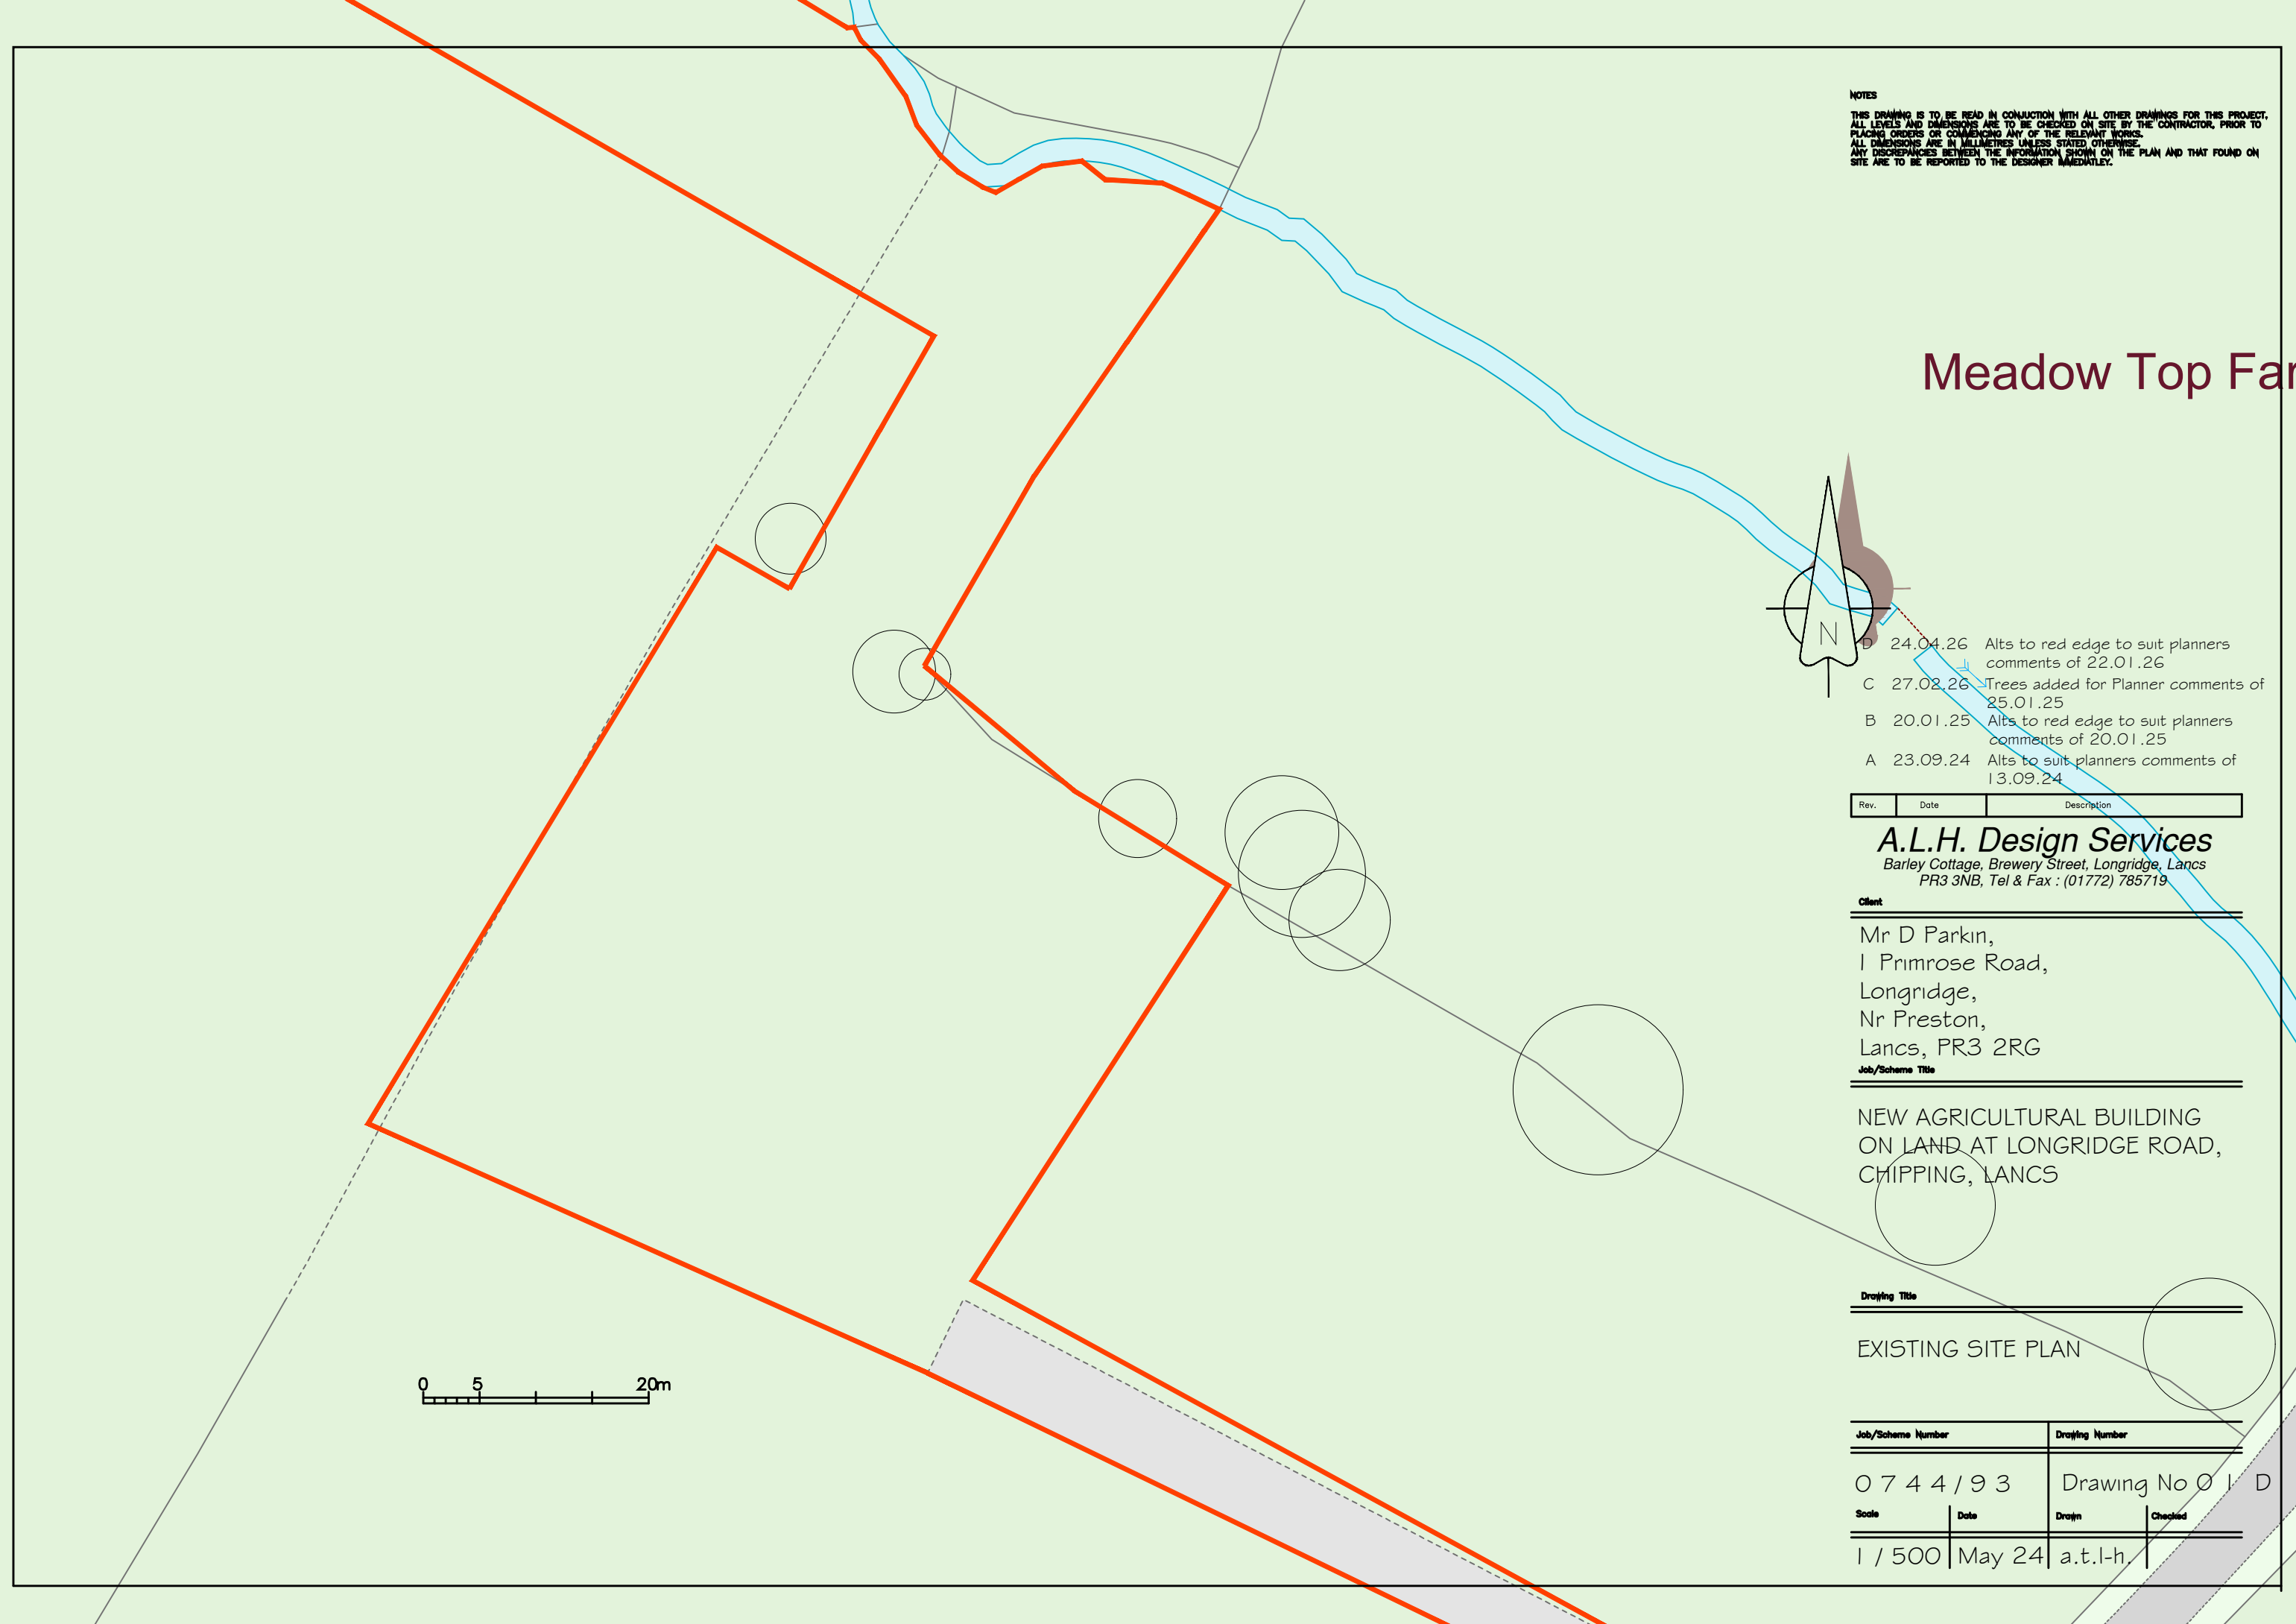 NOTES
THIS DRAWING IS TO BE READ IN CONJUCTION WITH ALL OTHER DRAWINGS FOR THIS PROJECT.
ALL LEVELS AND DIMENSIONS ARE TO BE CHECKED ON SITE BY THE CONTRACTOR, PRIOR TO
PLACING ORDERS OR COMMENCING ANY OF THE RELEVANT WORKS.
ALL DIMENSIONS ARE IN MILLIMETRES UNLESS STATED OTHERWISE.
ANY DISCREPANCIES BETWEEN THE INFORMATION SHOWN ON THE PLAN AND THAT FOUND ON
SITE ARE TO BE REPORTED TO THE DESIGNER IMMEDIATLEY.
Meadow Top Far
N
D 24.04.26 Alts to red edge to suit planners
comments of 22.01.26
C 27.02.26 Trees added for Planner comments of
25.01.25
B 20.01.25 Alts to red edge to suit planners
comments of 20.01.25
A 23.09.24 Alts to suit planners comments of
13.09.24
Rev. Date Description
A.L.H. Design Services
Barley Cottage, Brewery Street, Longridge, Lancs
PR3 3NB, Tel & Fax : (01772) 785719
Client
Mr D Parkin,
1 Primrose Road,
Longridge,
Nr Preston,
Lancs, PR3 2RG
Job/Scheme Title
NEW AGRICULTURAL BUILDING
ON LAND AT LONGRIDGE ROAD,
CHIPPING, LANCS
Drawing Title
EXISTING SITE PLAN
0 5 20m
Job/Scheme Number Drawing Number
0744/93 Drawing No 01 D
Scale Date Drawn Checked
1 / 500 May 24 a.t.l-h.